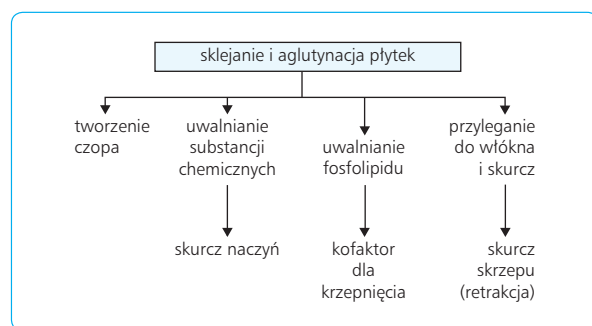 sklejanie i aglutynacja płytek
tworzenie
czopa
uwalnianie
substancji
chemicznych
uwalnianie
fosfolipidu
przyleganie
do włókna
i skurcz
skurcz naczyń
kofaktor
dla
krzepnięcia
skurcz
skrzepu
(retrakcja)